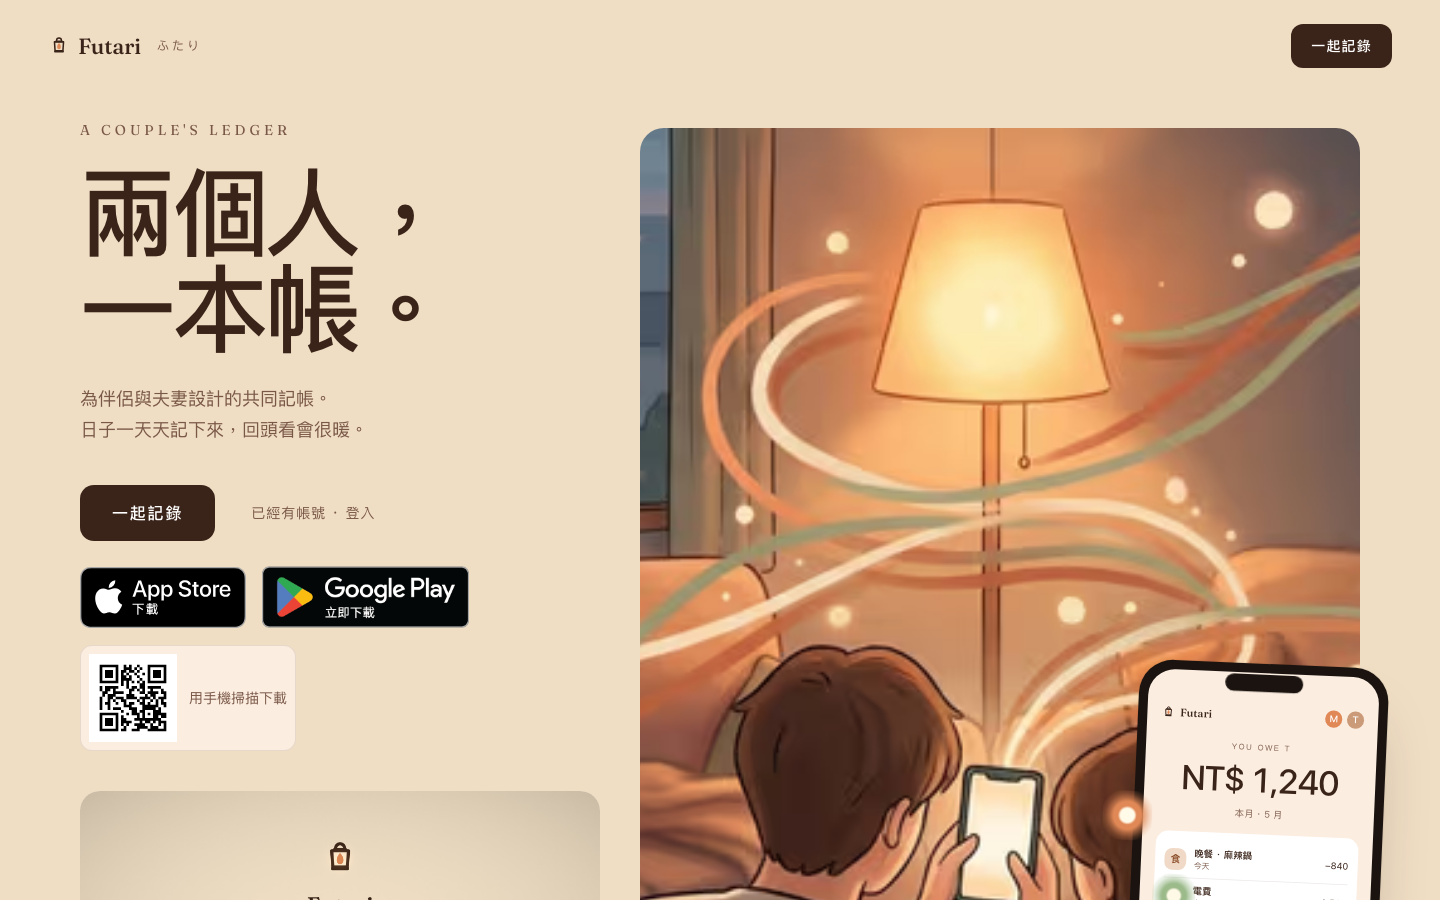 Futari ふたり
一起記錄
A COUPLE'S LEDGER
兩個人，
一本帳。
為伴侶與夫妻設計的共同記帳。
日子一天天記下來，回頭看會很暖。
一起記錄
已經有帳號 · 登入
App Store
下載
Google Play
立即下載
用手機掃描下載
Futari
M T
YOU OWE T
NT$ 1,240
本月 · 5 月
食
晚餐 · 麻辣鍋
今天
−840
電費